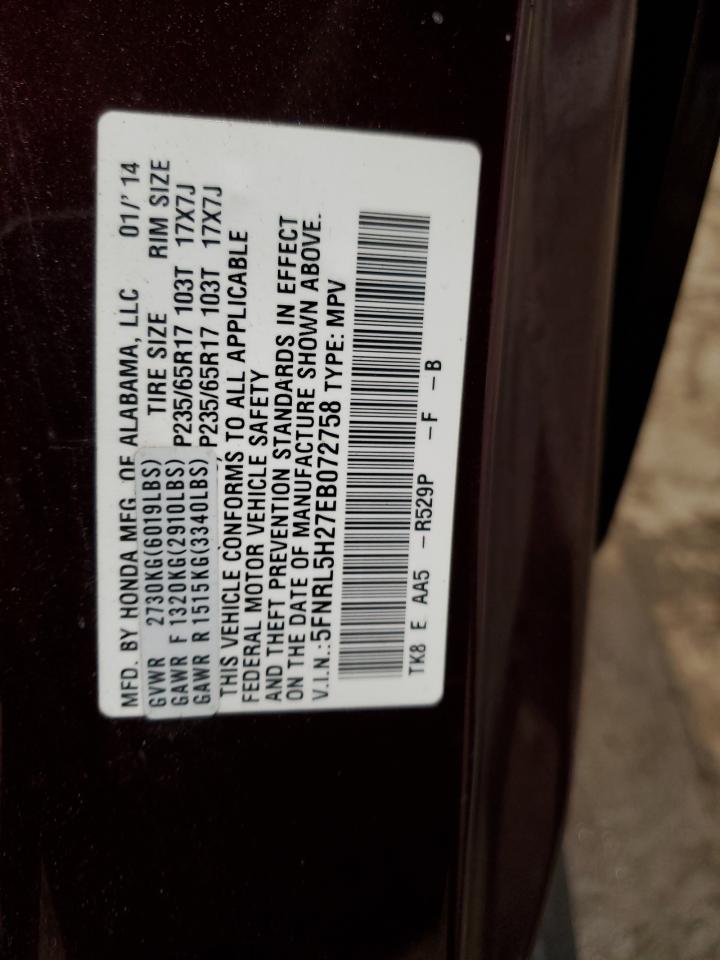 MFD. BY HONDA MFG. OF ALABAMA, LLC 01/'14
GVWR 2730KG(6019LBS) TIRE SIZE RIM SIZE
GAWR F 1320KG(2910LBS) P235/65R17 103T 17X7J
GAWR R 1515KG(3340LBS) P235/65R17 103T 17X7J
THIS VEHICLE CONFORMS TO ALL APPLICABLE
FEDERAL MOTOR VEHICLE SAFETY
AND THEFT PREVENTION STANDARDS IN EFFECT
ON THE DATE OF MANUFACTURE SHOWN ABOVE.
V.I.N.:5FNRL5H27EB072758 TYPE: MPV
TK8 E AA5 -R529P -F -B